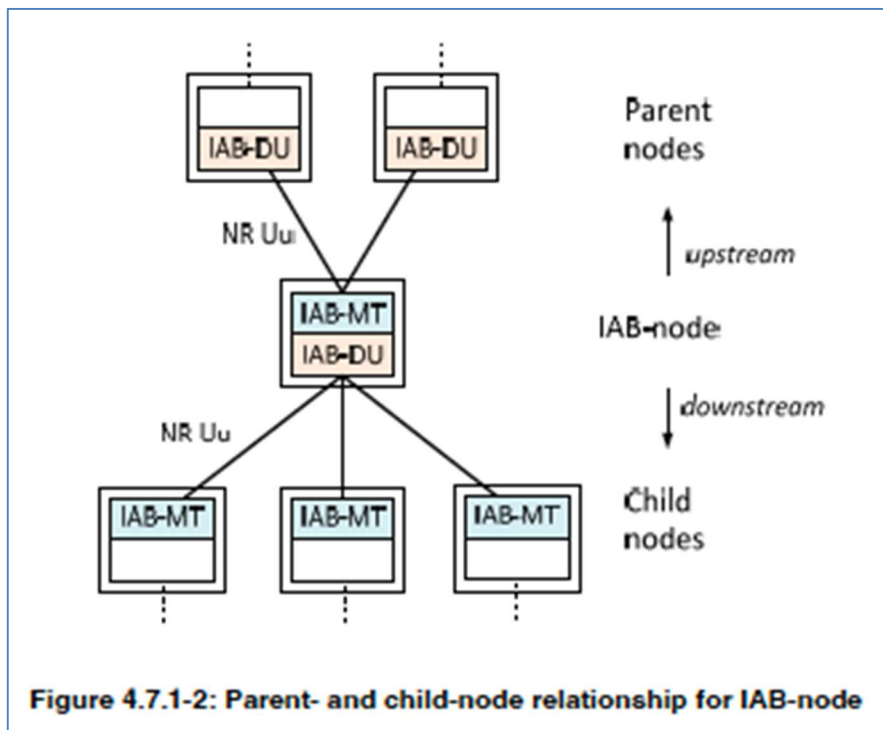 IAB-DU IAB-DU
Parent
nodes
NR Uu
upstream
IAB-MT
IAB-node
IAB-DU
downstream
NR Uu
IAB-MT IAB-MT IAB-MT
Child
nodes
Figure 4.7.1-2: Parent- and child-node relationship for IAB-node